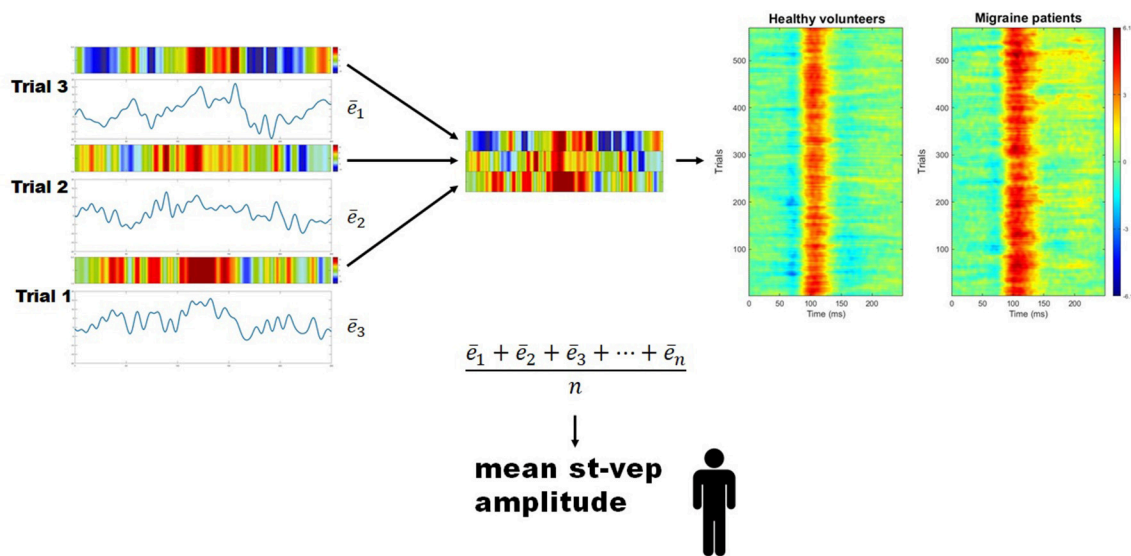 Trial 3
ē₁
Trial 2
ē₂
Trial 1
ē₃
Healthy volunteers
Migraine patients
Trials
500
400
300
200
100
0
50
100
150
200
Time (ms)
500
400
300
200
100
0
50
100
150
200
Time (ms)
6.1
3
0
-3
-6.1
ē₁ + ē₂ + ē₃ + ⋯ + ēₙ
n
mean st-vep
amplitude